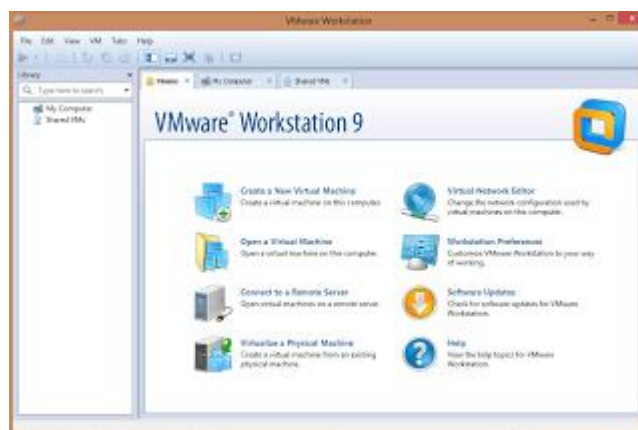 VMware Workstation
File Edit View VM Tabs Help
Library
Type here to search
My Computer
Shared VMs
Home
My Computer
Shared VMs
VMware® Workstation 9
Create a New Virtual Machine
Create a virtual machine on this computer.
Open a Virtual Machine
Open a virtual machine on this computer.
Connect to a Remote Server
Open virtual machines on a remote server.
Virtualize a Physical Machine
Create a virtual machine from an existing
physical machine.
Virtual Network Editor
Change the network configuration used by
virtual machines on this computer.
Workstation Preferences
Customize VMware Workstation to your way
of working.
Software Updates
Check for software updates for VMware
Workstation.
Help
View the help topics for VMware
Workstation.